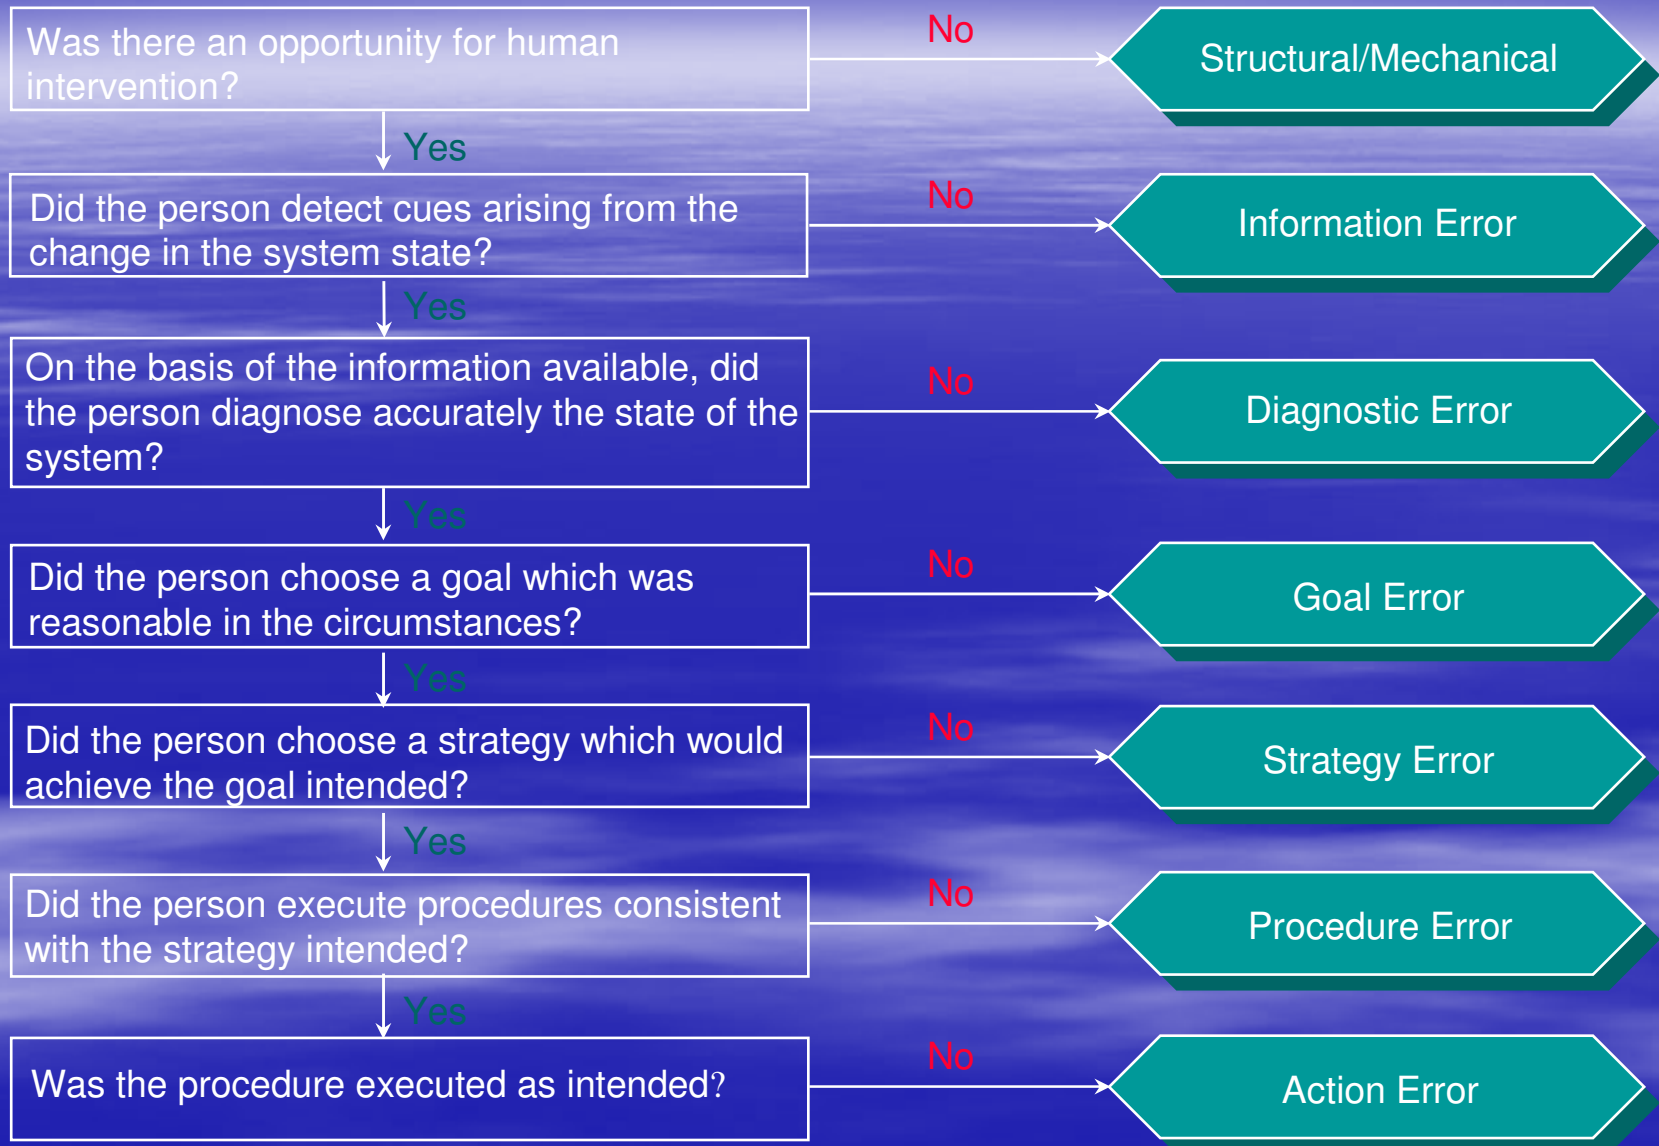 Was there an opportunity for human
intervention?
No
Structural/Mechanical
Yes
Did the person detect cues arising from the
change in the system state?
No
Information Error
Yes
On the basis of the information available, did
the person diagnose accurately the state of the
system?
No
Diagnostic Error
Yes
Did the person choose a goal which was
reasonable in the circumstances?
No
Goal Error
Yes
Did the person choose a strategy which would
achieve the goal intended?
No
Strategy Error
Yes
Did the person execute procedures consistent
with the strategy intended?
No
Procedure Error
Yes
Was the procedure executed as intended?
No
Action Error